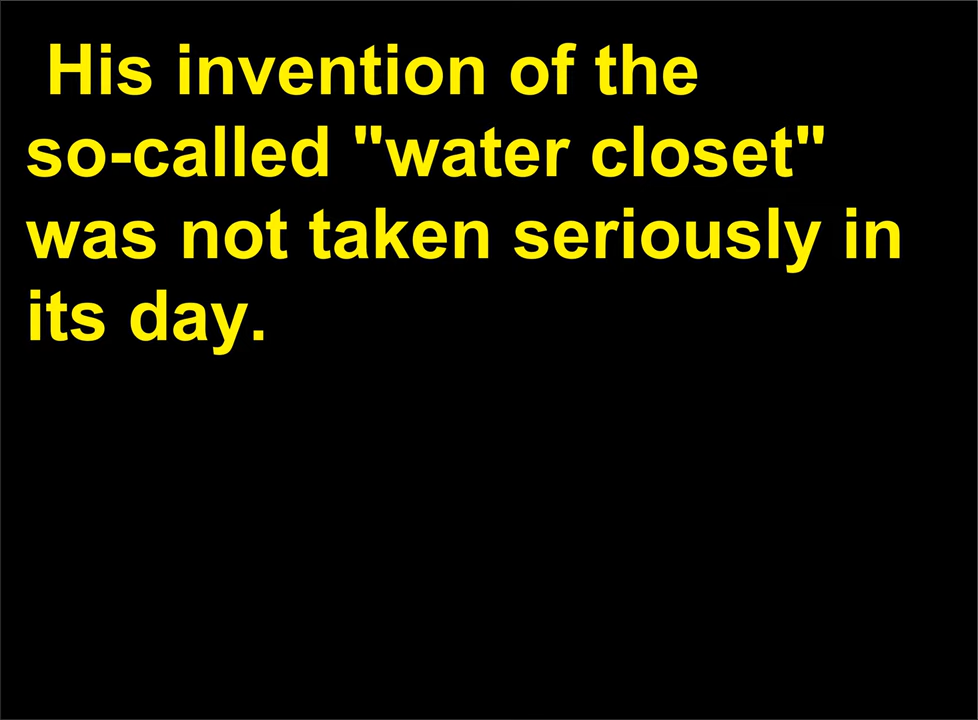 His invention of the
so-called "water closet"
was not taken seriously in
its day.